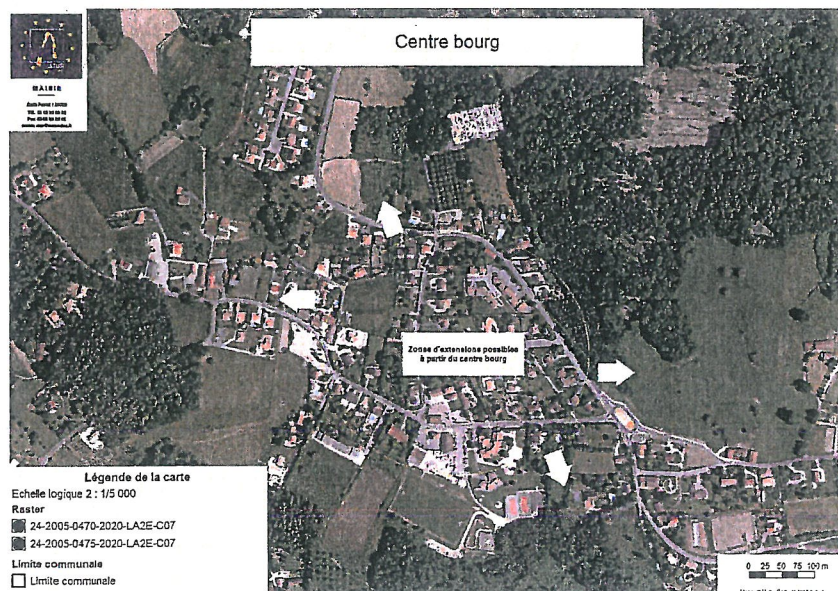 Centre bourg
MAIRIE
Zones d'extensions possibles
à partir du centre bourg
Légende de la carte
Echelle logique 2 : 1/5 000
Raster
24-2005-0470-2020-LA2E-C07
24-2005-0475-2020-LA2E-C07
Limite communale
Limite communale
0 25 50 75 100 m